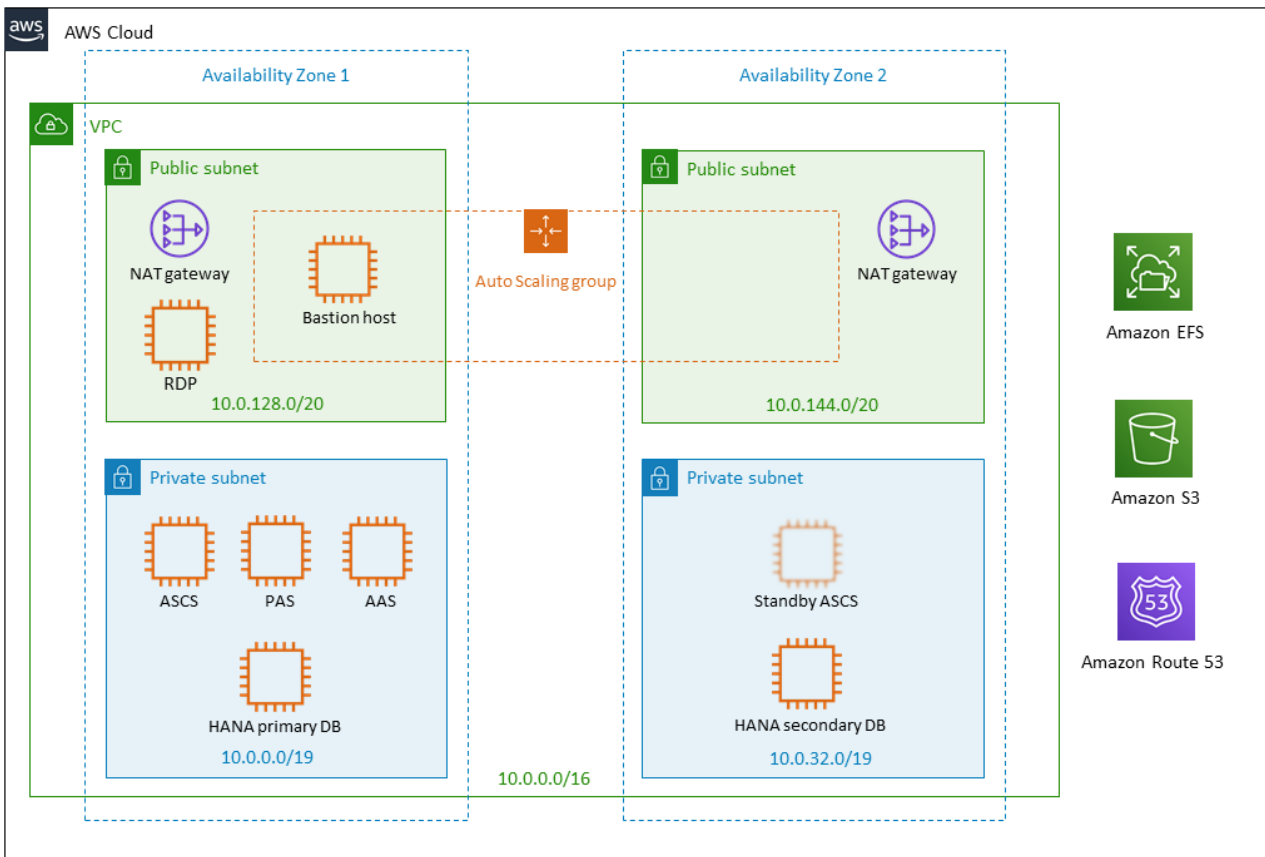 aws
AWS Cloud
Availability Zone 1
Availability Zone 2
VPC
Public subnet
Public subnet
NAT gateway
Bastion host
Auto Scaling group
NAT gateway
RDP
10.0.128.0/20
10.0.144.0/20
Amazon EFS
Private subnet
Private subnet
Amazon S3
ASCS
PAS
AAS
Standby ASCS
53
Amazon Route 53
HANA primary DB
HANA secondary DB
10.0.0.0/19
10.0.32.0/19
10.0.0.0/16